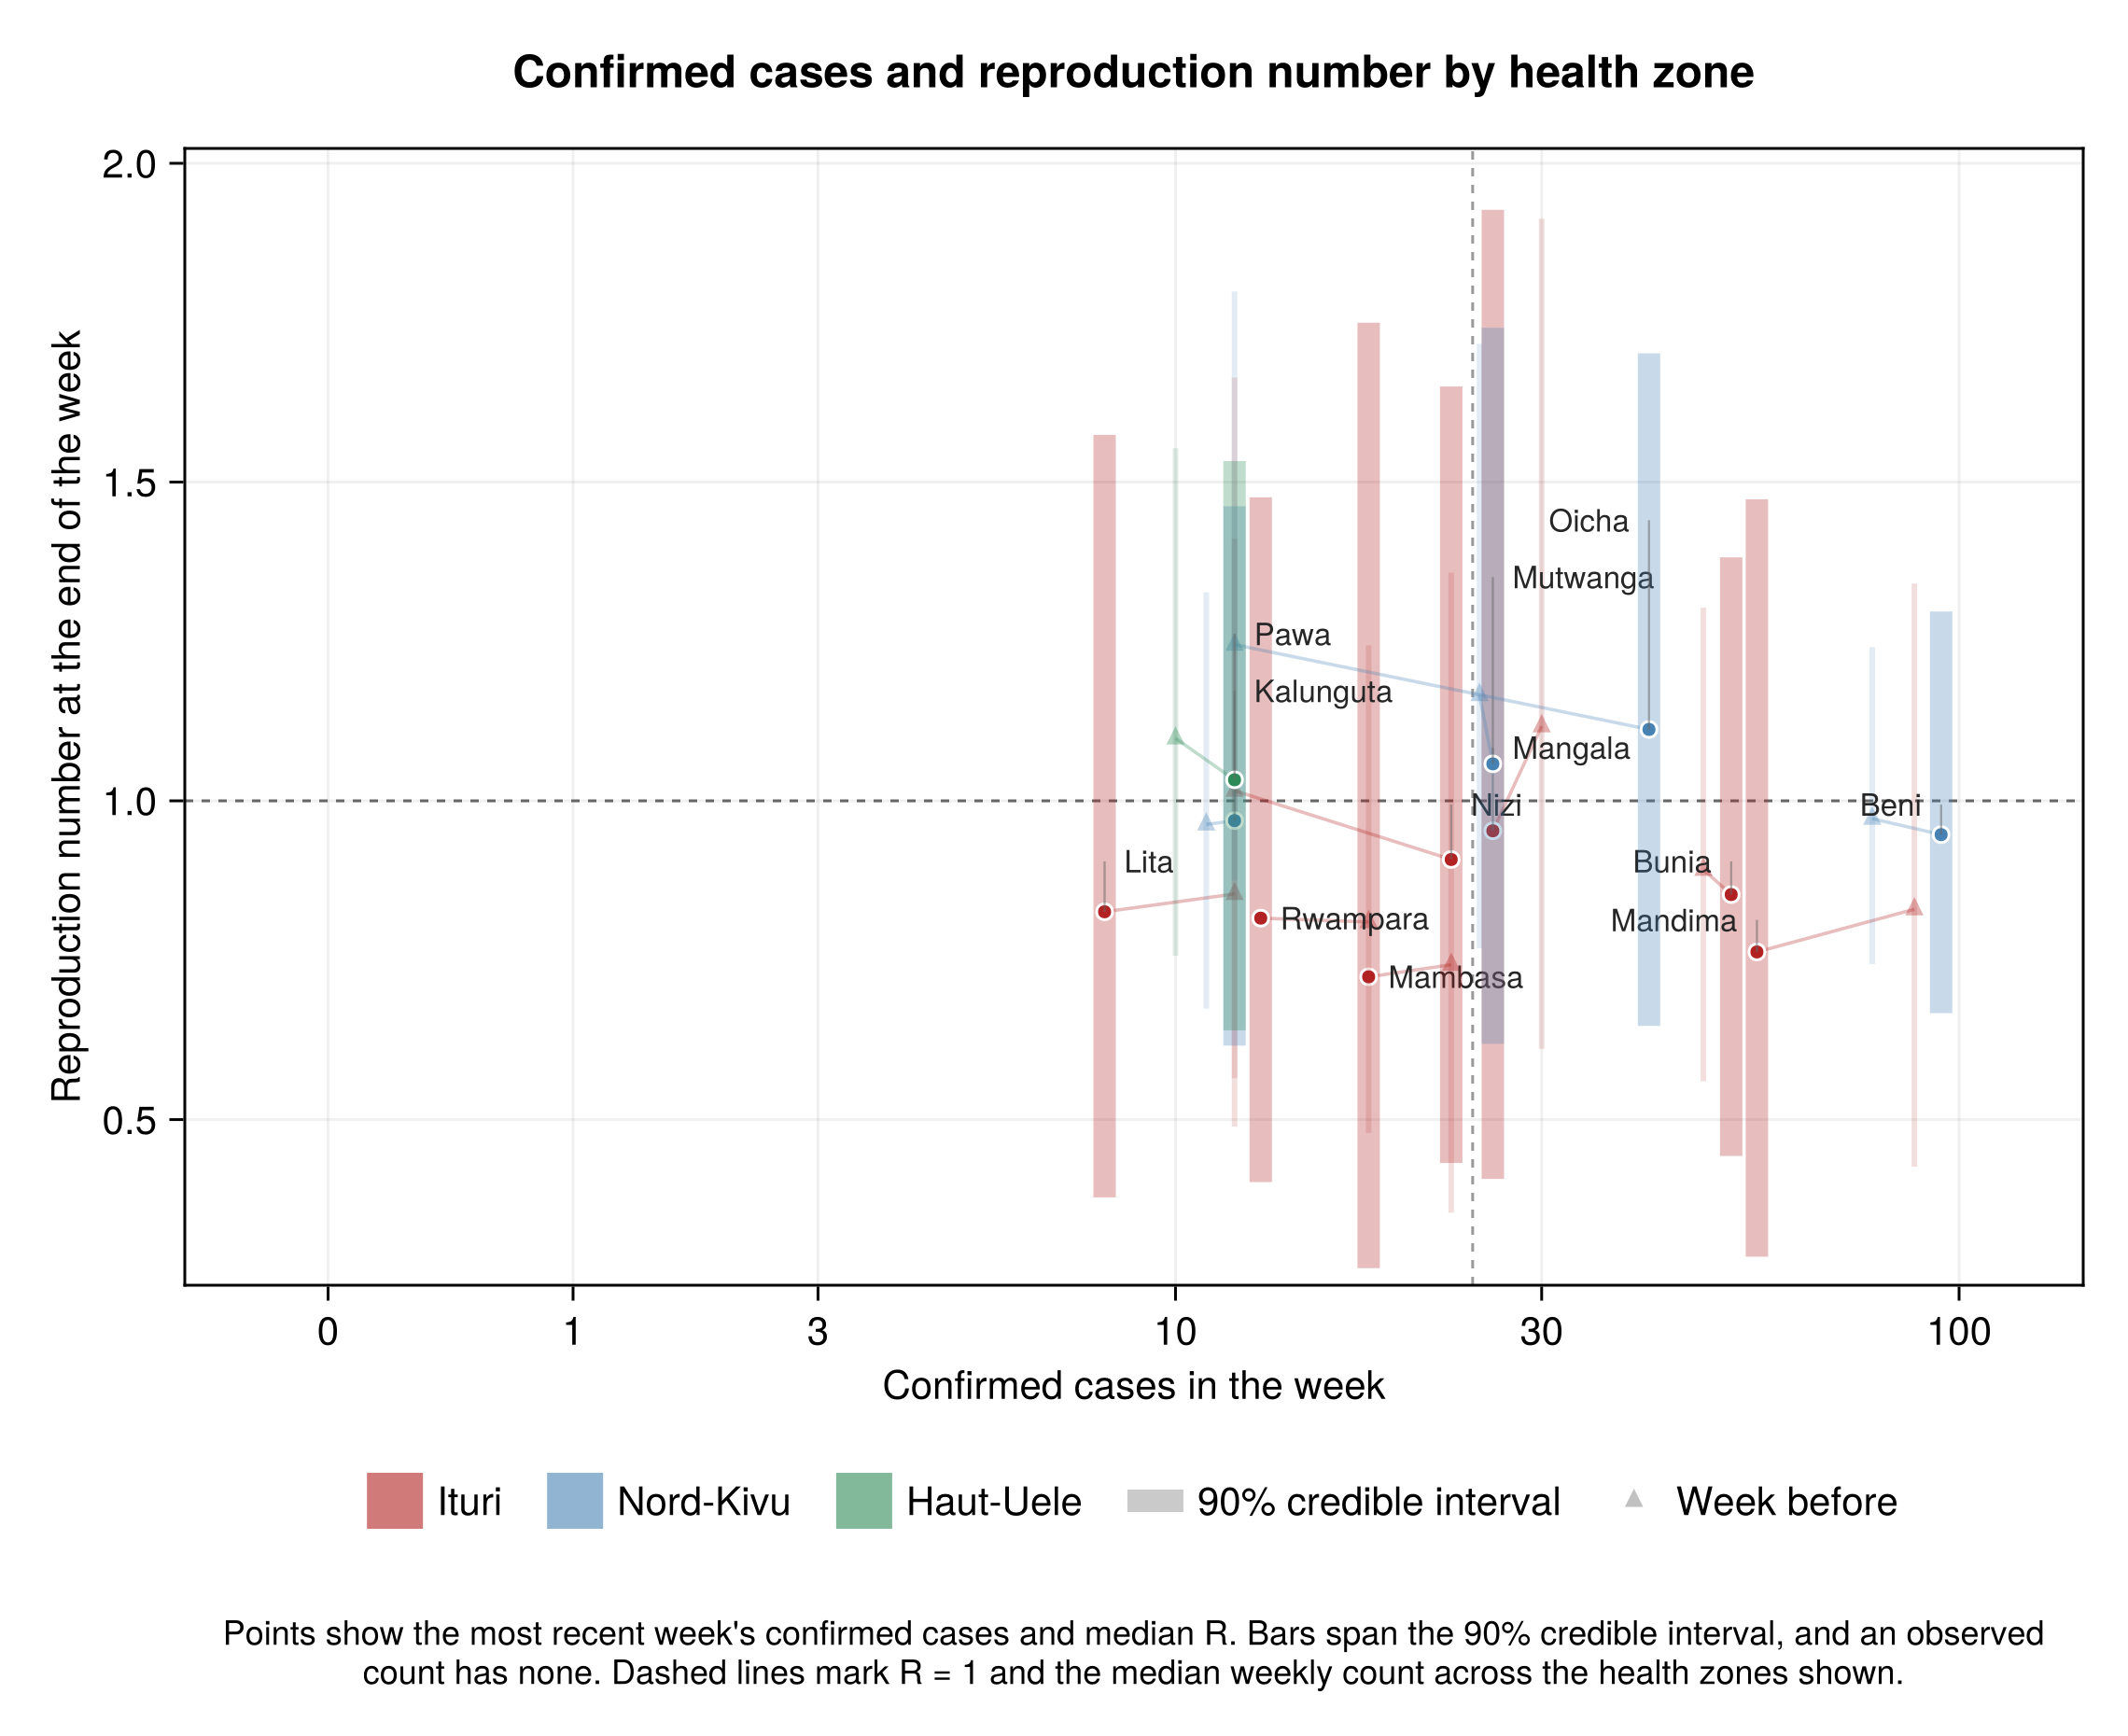 Confirmed cases and reproduction number by health zone
Reproduction number at the end of the week
2.0
1.5
1.0
0.5
Oicha
Mutwanga
Pawa
Kalunguta
Mangala
Nizi
Beni
Lita
Bunia
Rwampara
Mandima
Mambasa
0 1 3 10 30 100
Confirmed cases in the week
Ituri Nord-Kivu Haut-Uele 90% credible interval Week before
Points show the most recent week's confirmed cases and median R. Bars span the 90% credible interval, and an observed
count has none. Dashed lines mark R = 1 and the median weekly count across the health zones shown.